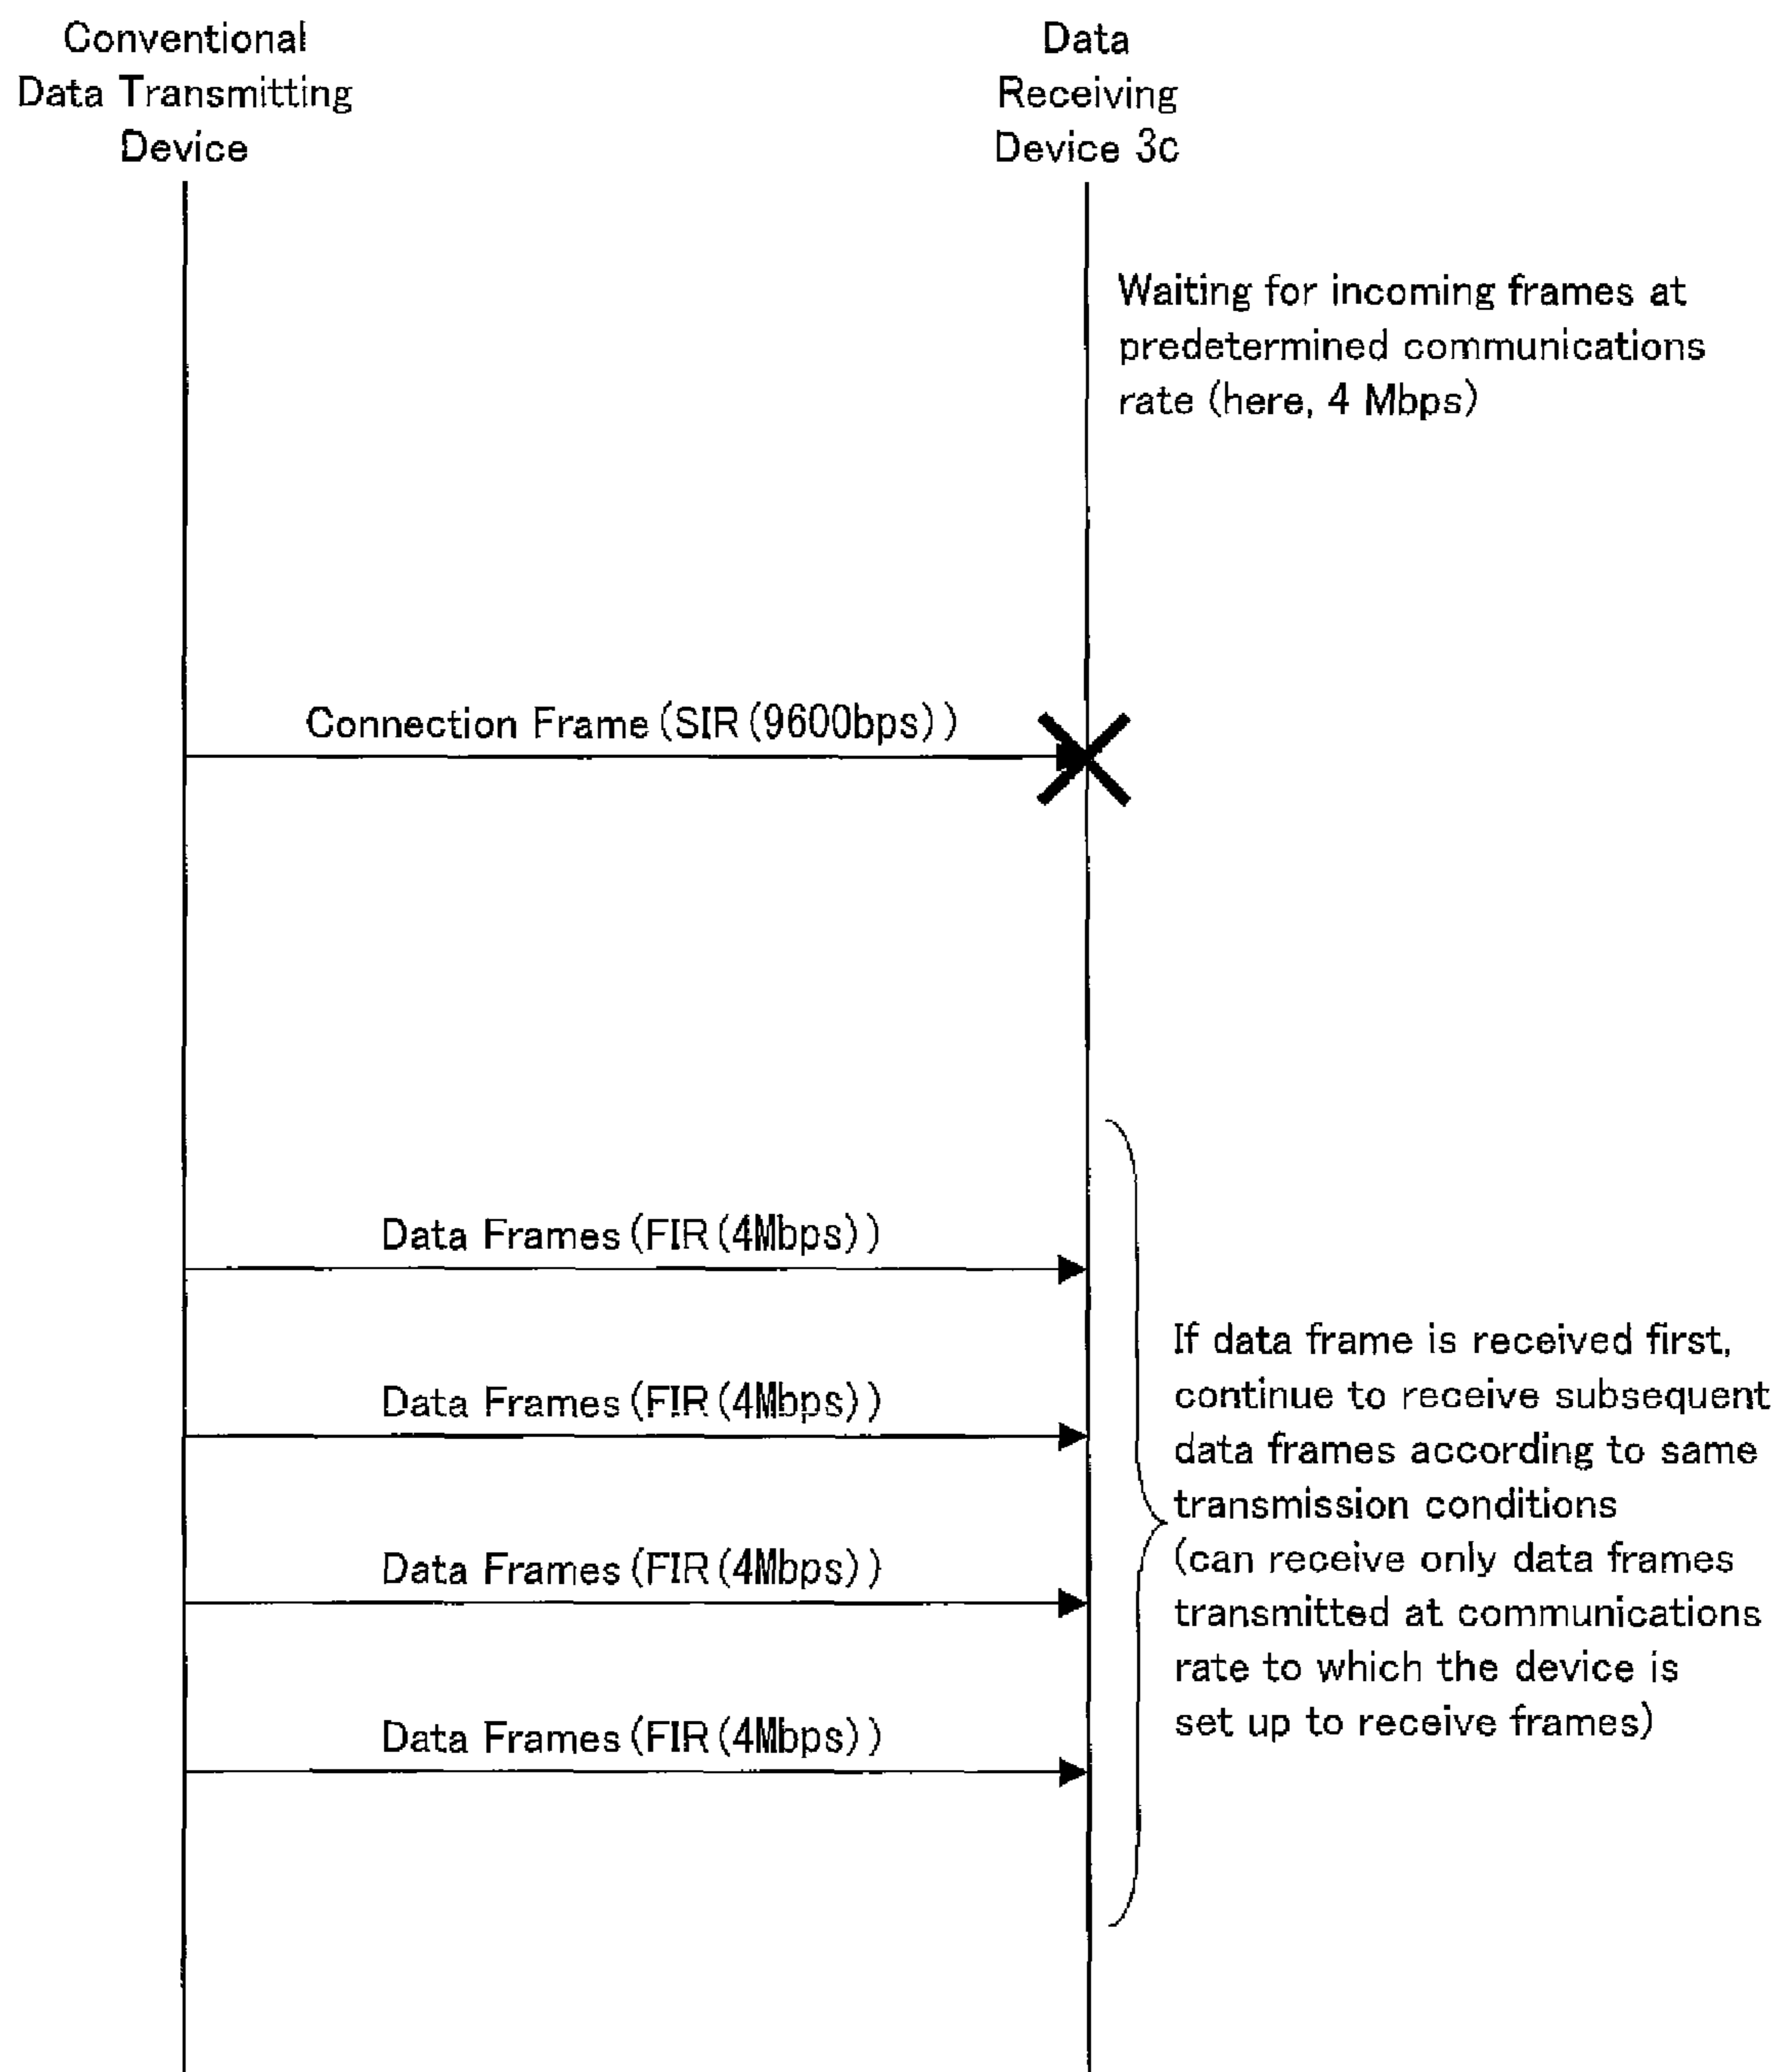 Conventional
Data Transmitting
Device
Data
Receiving
Device 3c
Waiting for incoming frames at
predetermined communications
rate (here, 4 Mbps)
Connection Frame(SIR(9600bps))
Data Frames(FIR(4Mbps))
Data Frames(FIR(4Mbps))
Data Frames(FIR(4Mbps))
Data Frames(FIR(4Mbps))
If data frame is received first,
continue to receive subsequent
data frames according to same
transmission conditions
(can receive only data frames
transmitted at communications
rate to which the device is
set up to receive frames)